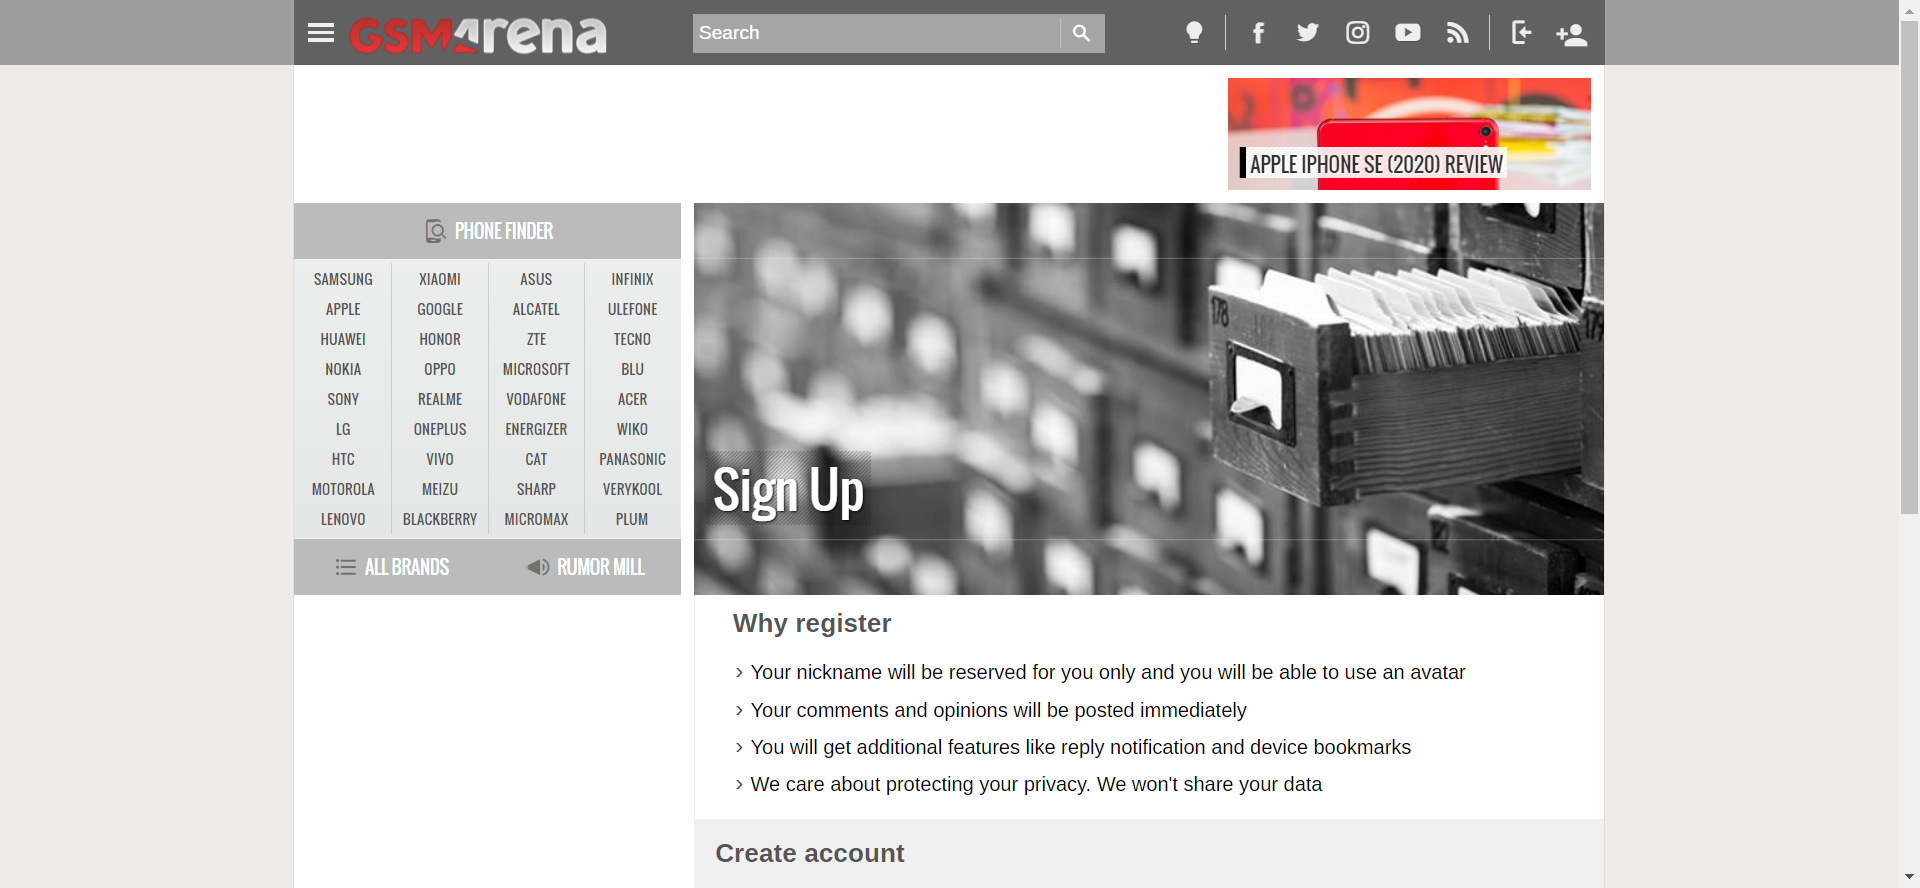 GSMArena
Search
APPLE IPHONE SE (2020) REVIEW
PHONE FINDER
SAMSUNG XIAOMI ASUS INFINIX
APPLE GOOGLE ALCATEL ULEFONE
HUAWEI HONOR ZTE TECNO
NOKIA OPPO MICROSOFT BLU
SONY REALME VODAFONE ACER
LG ONEPLUS ENERGIZER WIKO
HTC VIVO CAT PANASONIC
MOTOROLA MEIZU SHARP VERYKOOL
LENOVO BLACKBERRY MICROMAX PLUM
ALL BRANDS RUMOR MILL
178
Sign Up
Why register
Your nickname will be reserved for you only and you will be able to use an avatar
Your comments and opinions will be posted immediately
You will get additional features like reply notification and device bookmarks
We care about protecting your privacy. We won't share your data
Create account